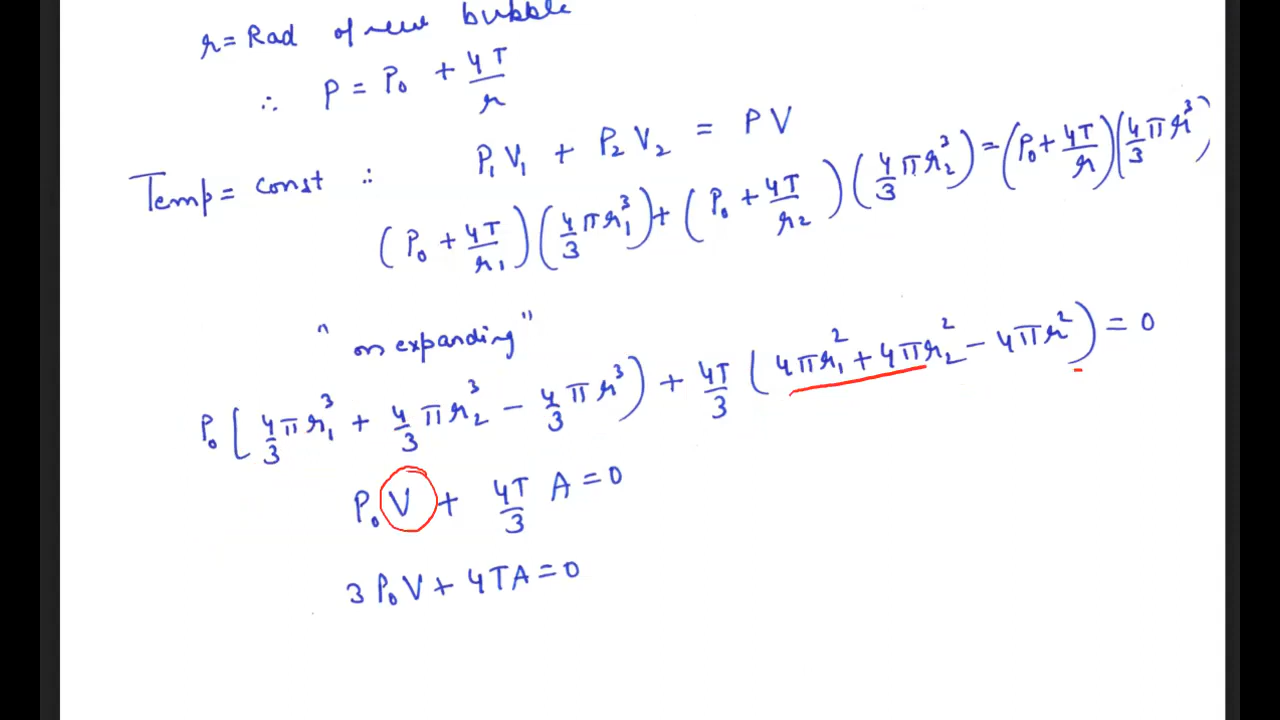 r = Rad of new bubble
∴ P = P₀ + 4T/r
Temp = const ∴ P₁V₁ + P₂V₂ = PV
(P₀ + 4T/r₁)(4/3 πr₁³) + (P₀ + 4T/r₂)(4/3 πr₂³) = (P₀ + 4T/r)(4/3 πr³)
"on expanding"
P₀[4/3 πr₁³ + 4/3 πr₂³ − 4/3 πr³) + 4T/3 (4πr₁² + 4πr₂² − 4πr²) = 0
P₀V + 4T/3 A = 0
3P₀V + 4TA = 0